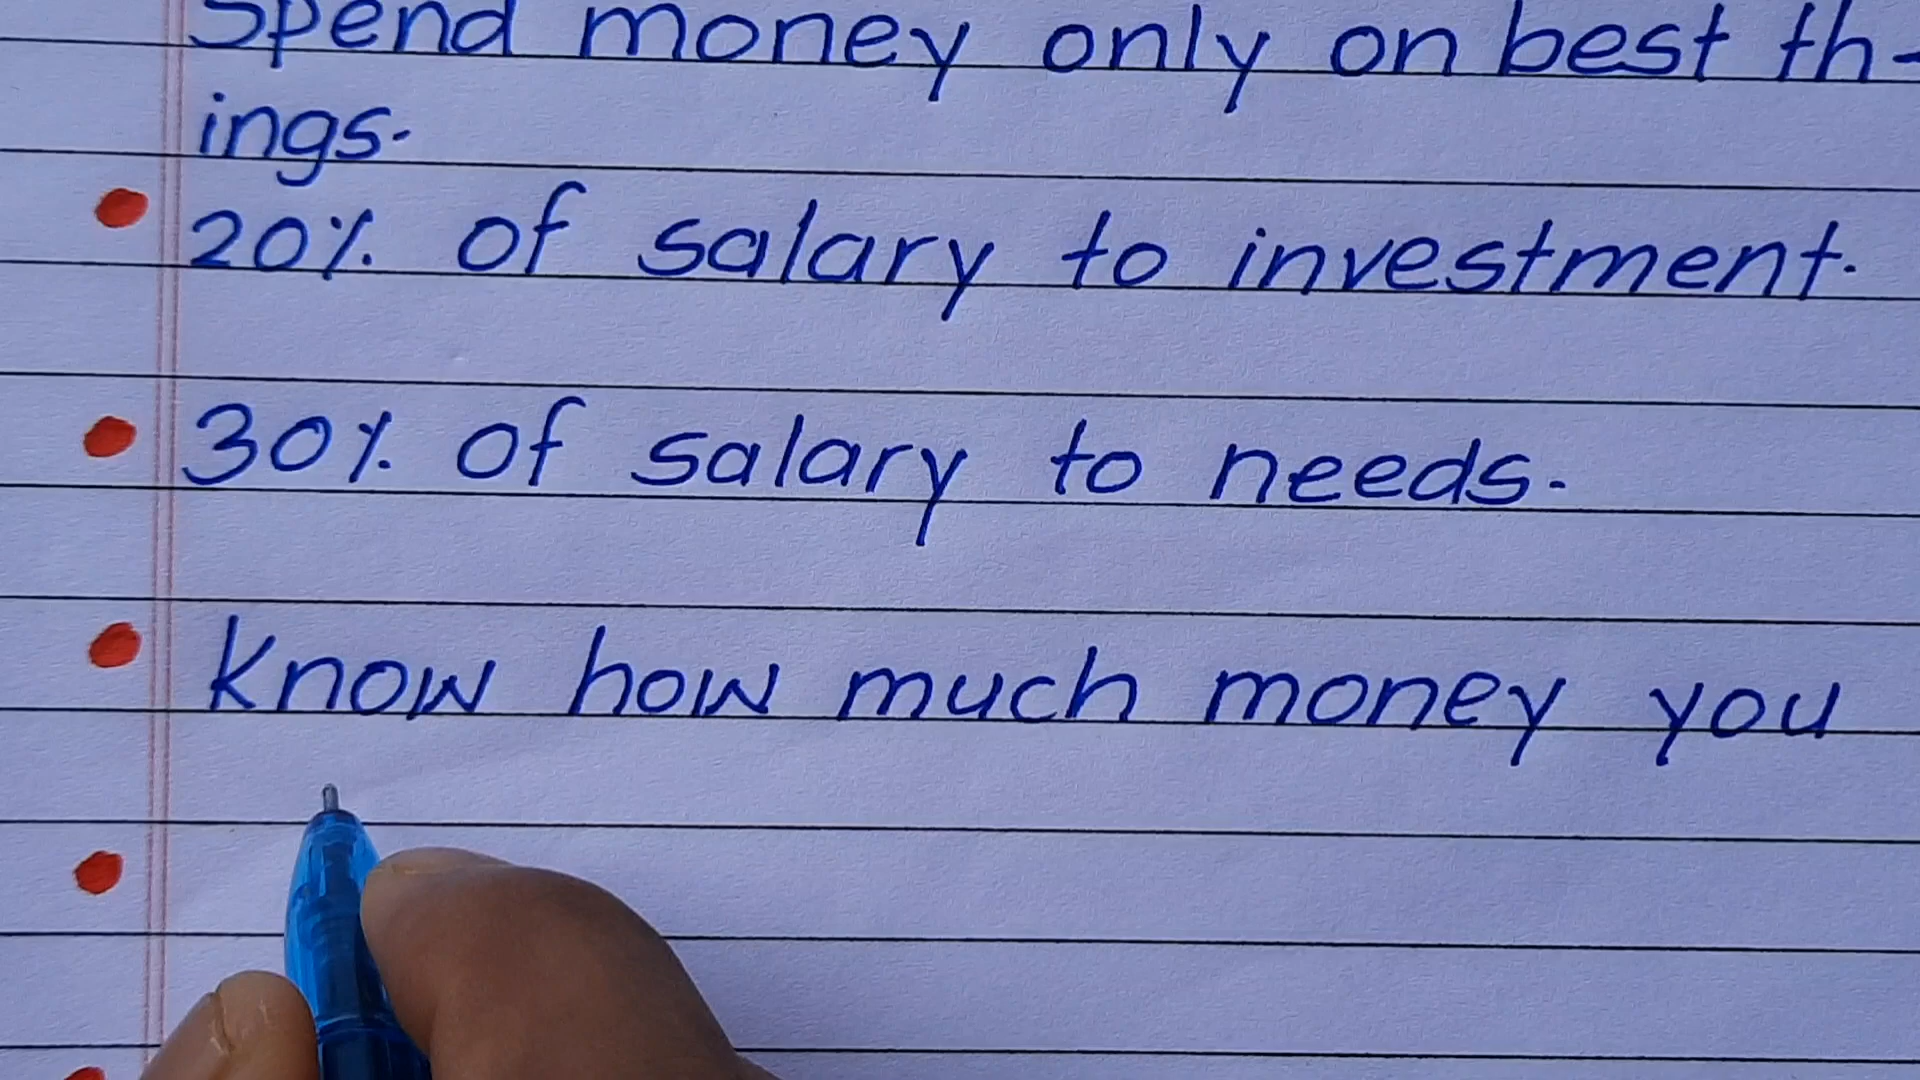 Spend money only on best th-
ings.
20% of salary to investment.
30% of salary to needs.
Know how much money you